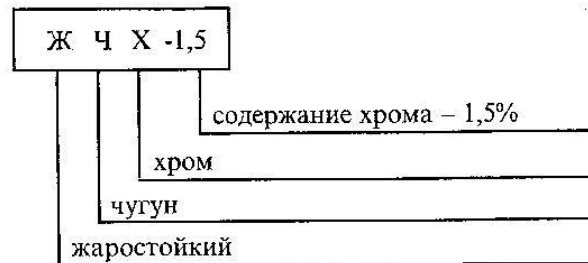 Ж Ч Х -1,5
содержание хрома – 1,5%
хром
чугун
жаростойкий